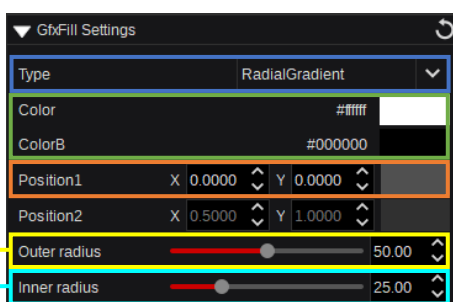 GfxFill Settings
Type RadialGradient
Color #ffffff
ColorB #000000
Position1 X 0.0000 Y 0.0000
Position2 X 0.5000 Y 1.0000
Outer radius 50.00
Inner radius 25.00